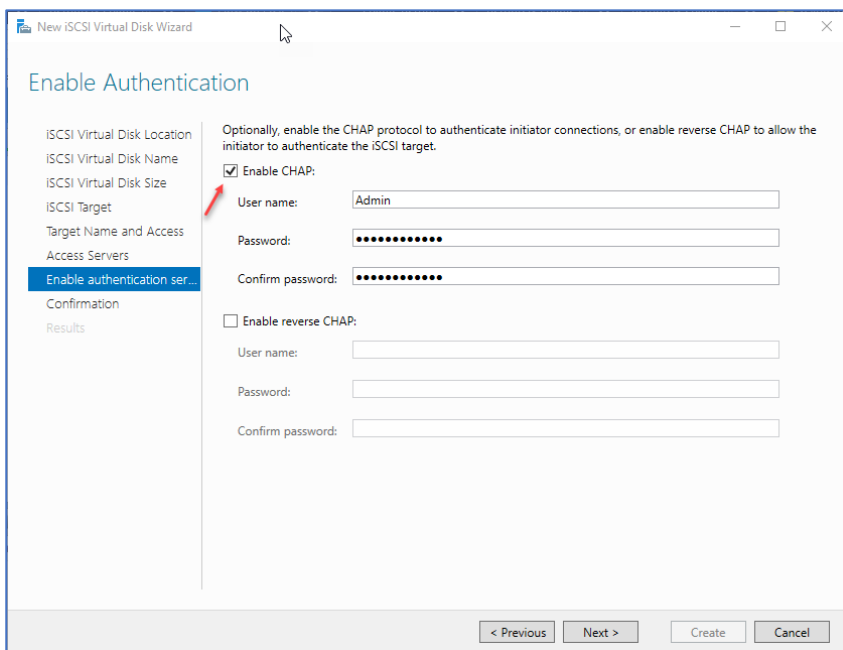 New iSCSI Virtual Disk Wizard
Enable Authentication
iSCSI Virtual Disk Location
iSCSI Virtual Disk Name
iSCSI Virtual Disk Size
iSCSI Target
Target Name and Access
Access Servers
Enable authentication ser...
Confirmation
Results
Optionally, enable the CHAP protocol to authenticate initiator connections, or enable reverse CHAP to allow the
initiator to authenticate the iSCSI target.
Enable CHAP:
User name: Admin
Password: ●●●●●●●●●●●●
Confirm password: ●●●●●●●●●●●●
Enable reverse CHAP:
User name:
Password:
Confirm password:
< Previous Next > Create Cancel